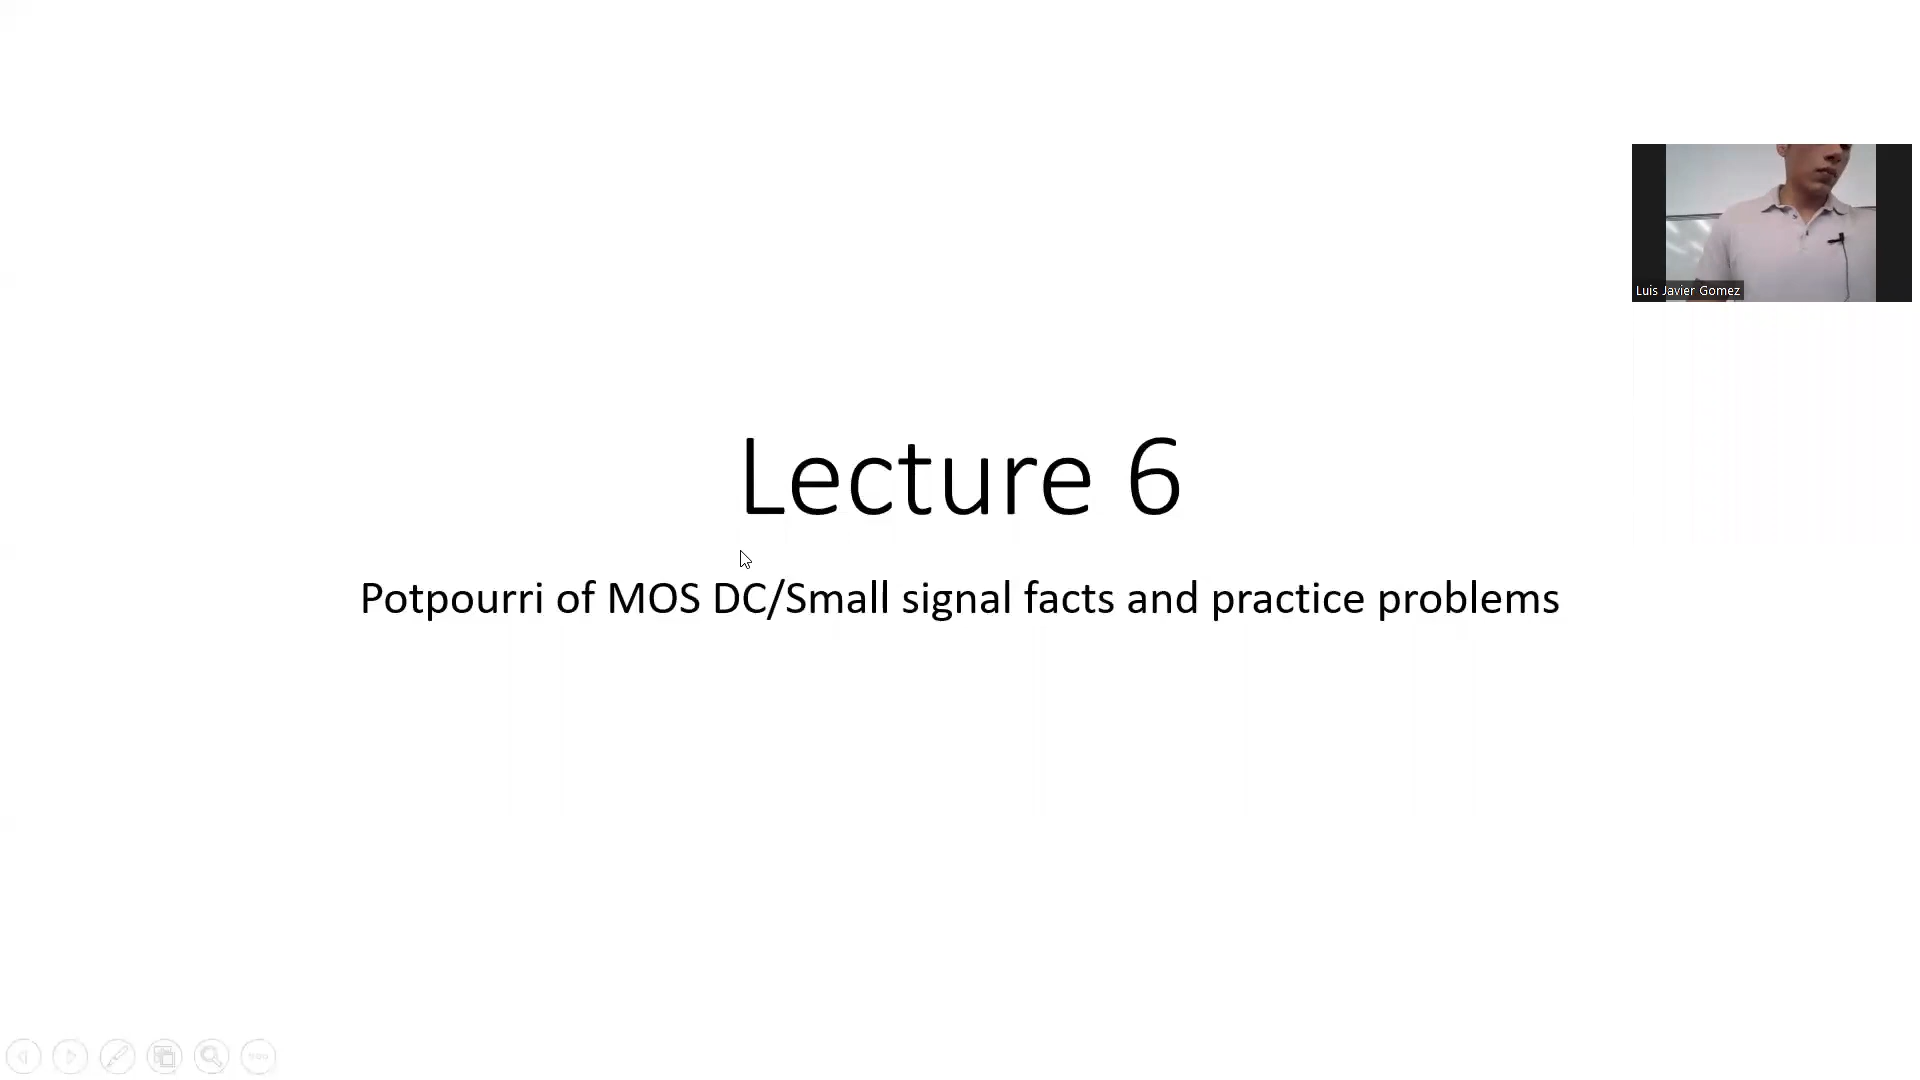 Luis Javier Gomez
Lecture 6
Potpourri of MOS DC/Small signal facts and practice problems